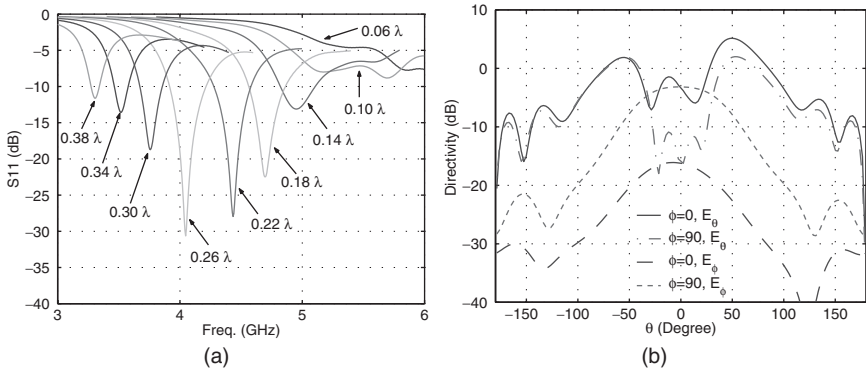 0
−5
−10
−15
−20
−25
−30
−35
−40
S11 (dB)
3
4
5
6
Freq. (GHz)
0.06 λ
0.10 λ
0.14 λ
0.18 λ
0.22 λ
0.26 λ
0.30 λ
0.34 λ
0.38 λ
(a)
10
0
−10
−20
−30
−40
Directivity (dB)
ϕ=0, Eθ
ϕ=90, Eθ
ϕ=0, Eϕ
ϕ=90, Eϕ
−150
−100
−50
0
50
100
150
θ (Degree)
(b)